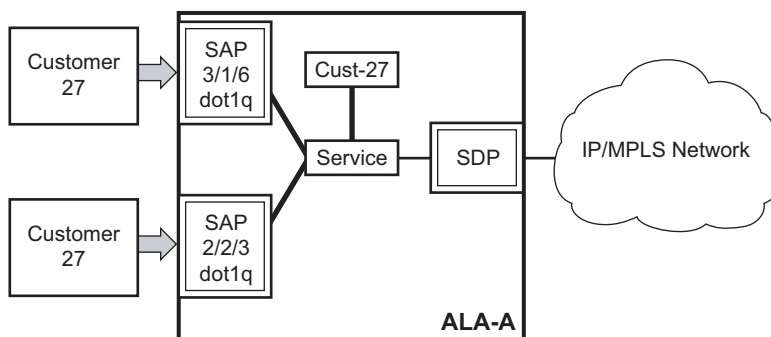 Customer
27
SAP
3/1/6
dot1q
Cust-27
Service
SDP
IP/MPLS Network
Customer
27
SAP
2/2/3
dot1q
ALA-A